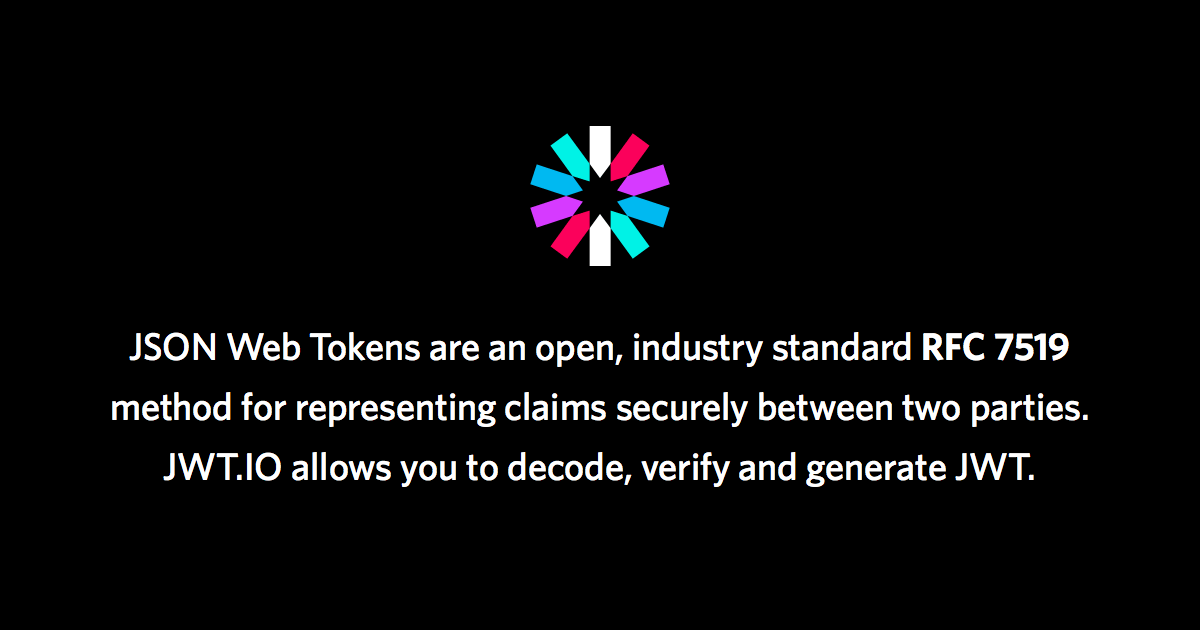 JSON Web Tokens are an open, industry standard RFC 7519
method for representing claims securely between two parties.
JWT.IO allows you to decode, verify and generate JWT.